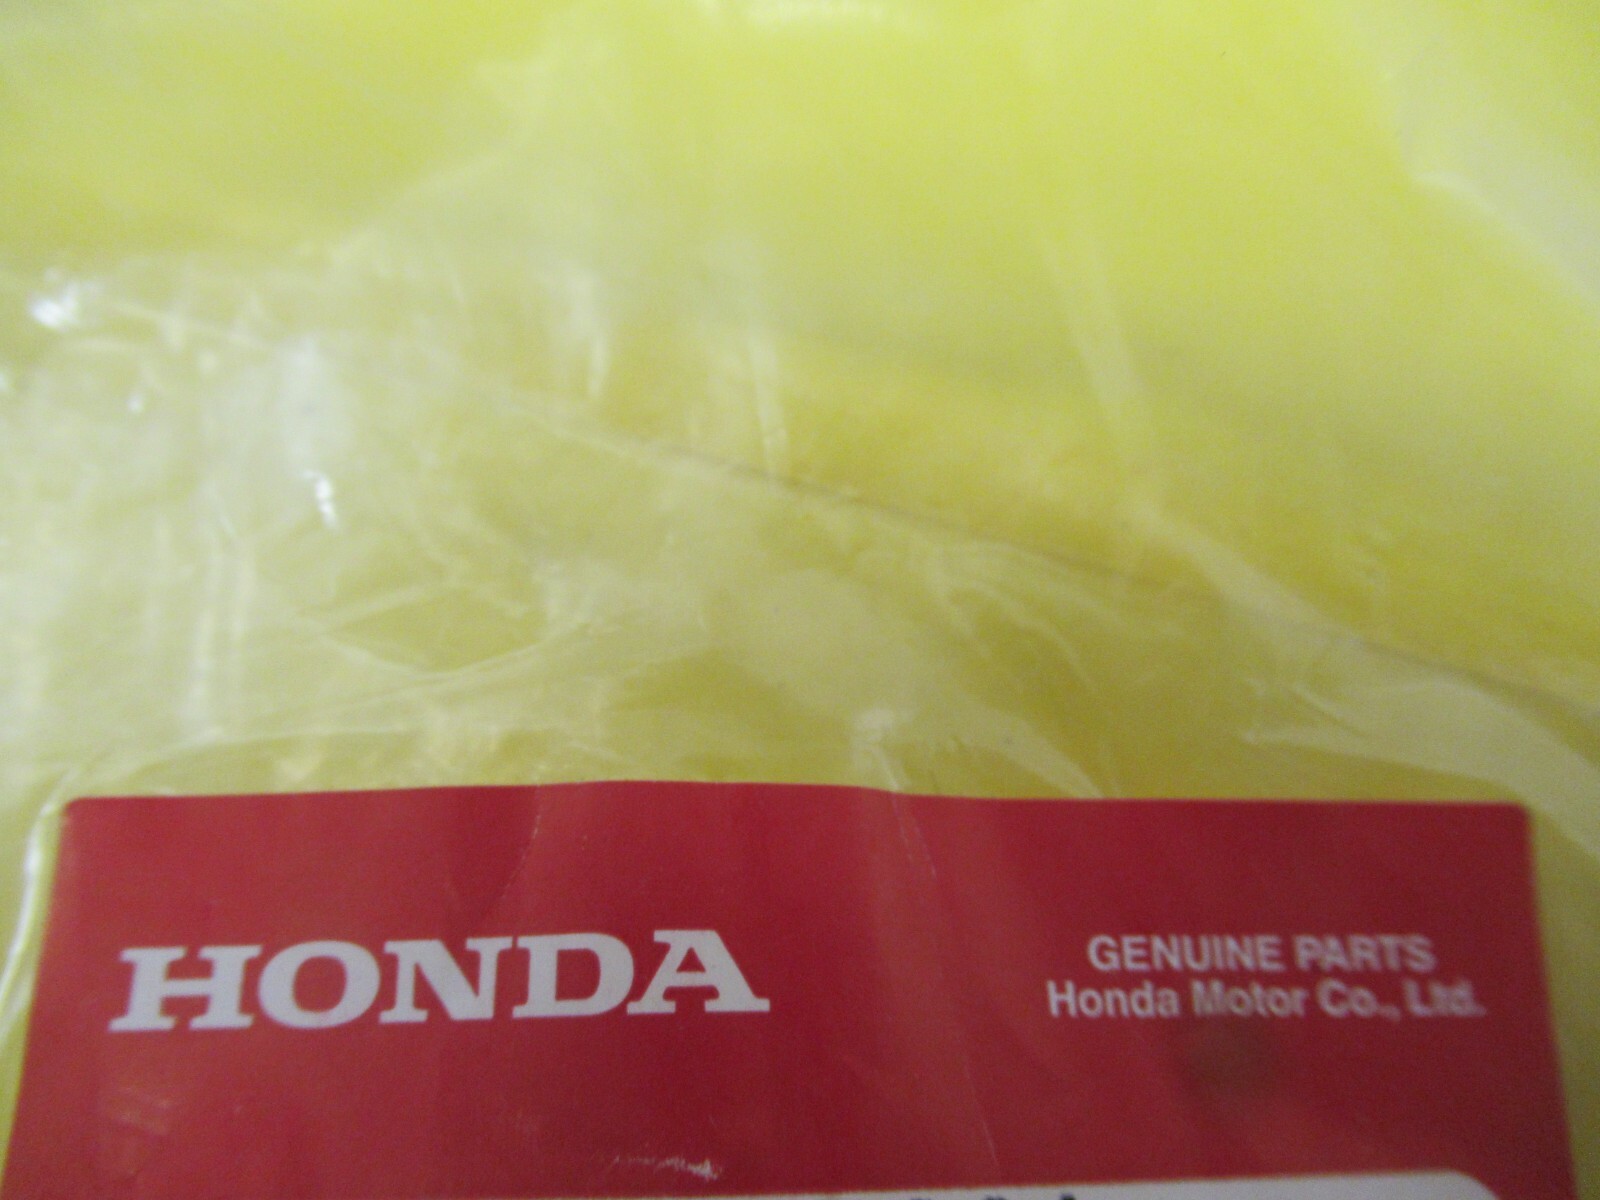 HONDA
GENUINE PARTS
Honda Motor Co., Ltd.